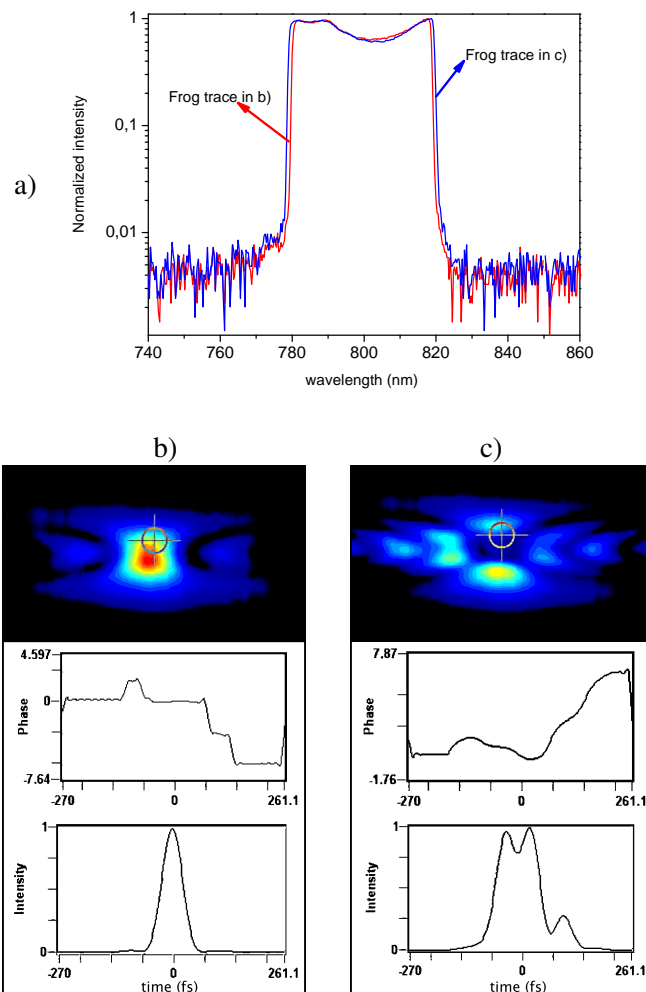 a)
Normalized intensity
1
0,1
0,01
Frog trace in b)
Frog trace in c)
740 760 780 800 820 840 860
wavelength (nm)
b)
c)
4.597
0
-7.64
Phase
-270 0 261.1
1
0
Intensity
-270 0 261.1
time (fs)
7.87
-1.76
Phase
-270 0 261.1
1
0
Intensity
-270 0 261.1
time (fs)